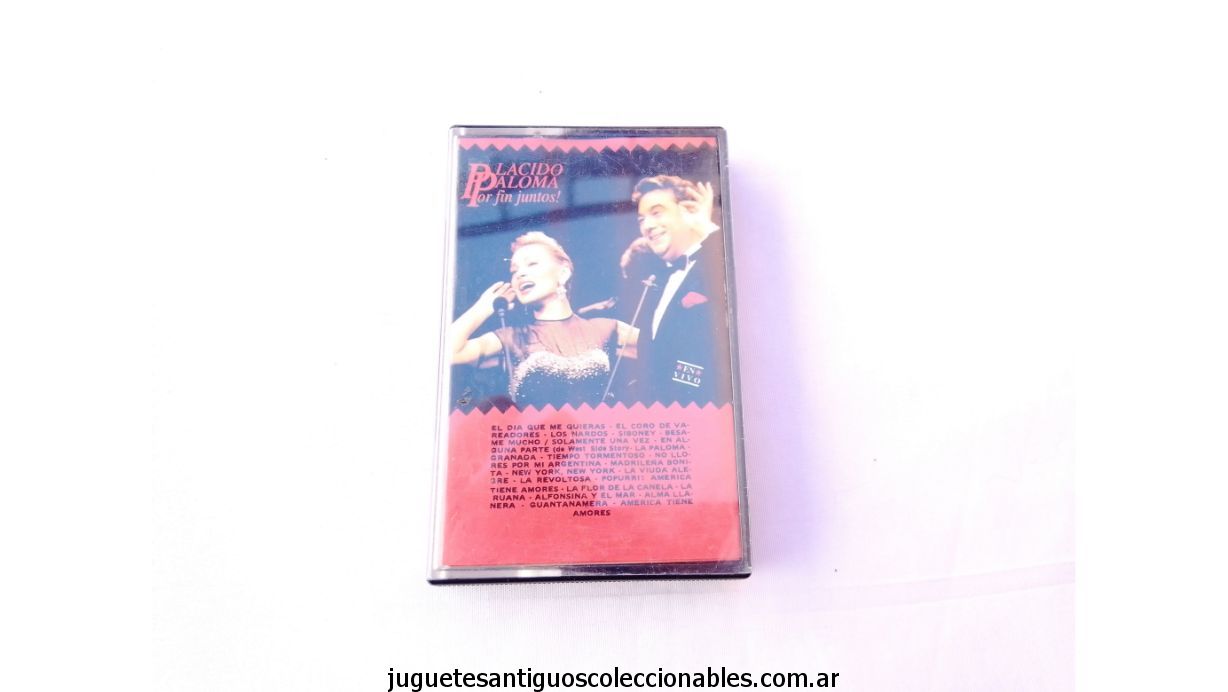 PLACIDO
PALOMA
Por fin juntos!
EN
VIVO
EL DIA QUE ME QUIERAS - EL CORO DE VA-
READORES - LOS NARDOS - SIBONEY - BESA-
ME MUCHO / SOLAMENTE UNA VEZ - EN AL-
GUNA PARTE (de West Side Story- LA PALOMA -
GRANADA - TIEMPO TORMENTOSO - NO LLO-
RES POR MI ARGENTINA - MADRILEÑA BONI-
TA - NEW YORK, NEW YORK - LA VIUDA ALE-
GRE - LA REVOLTOSA - POPURRI: AMERICA
TIENE AMORES - LA FLOR DE LA CANELA - LA
RUANA - ALFONSINA Y EL MAR - ALMA LLA-
NERA - GUANTANAMERA - AMERICA TIENE
AMORES
juguetesantiguoscoleccionables.com.ar